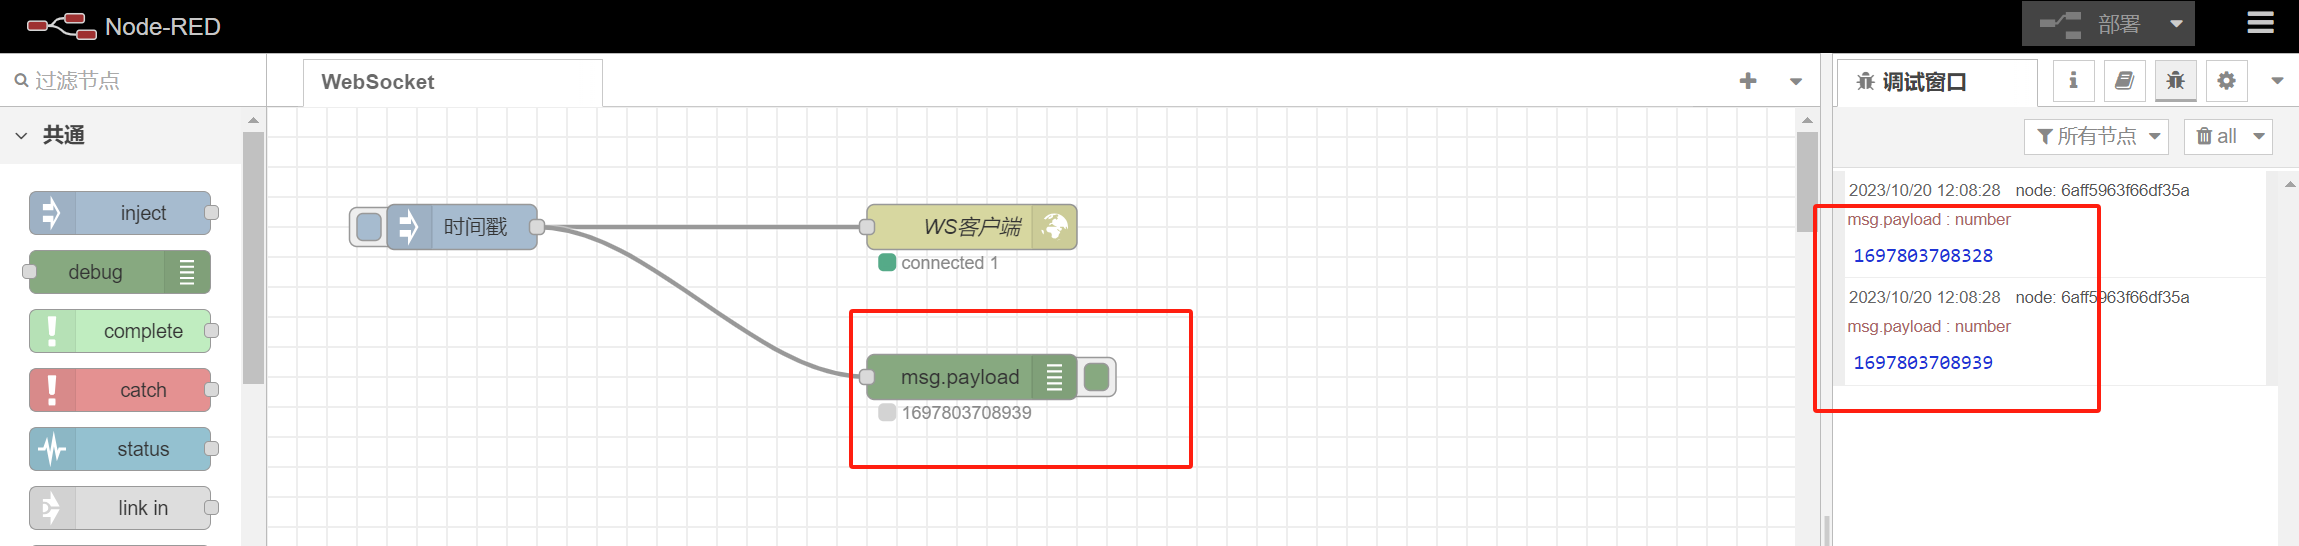 Node-RED
部署
过滤节点
WebSocket
调试窗口
共通
所有节点
all
inject
debug
complete
catch
status
link in
时间戳
WS客户端
connected 1
msg.payload
1697803708939
2023/10/20 12:08:28 node: 6aff5963f66df35a
msg.payload : number
1697803708328
2023/10/20 12:08:28 node: 6aff5963f66df35a
msg.payload : number
1697803708939